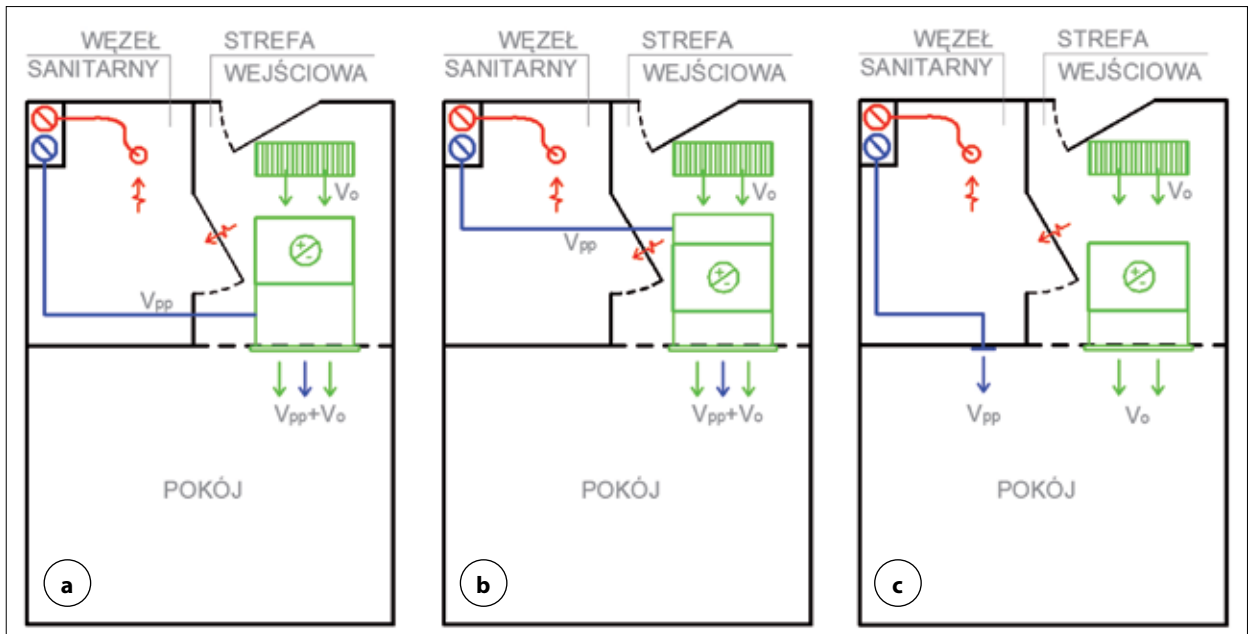 WĘZEŁ
SANITARNY
STREFA
WEJŚCIOWA
Vo
+
-
Vpp
Vpp+Vo
POKÓJ
a
WĘZEŁ
SANITARNY
STREFA
WEJŚCIOWA
Vo
Vpp
+
-
Vpp+Vo
POKÓJ
b
WĘZEŁ
SANITARNY
STREFA
WEJŚCIOWA
Vo
+
-
Vpp
Vo
POKÓJ
c